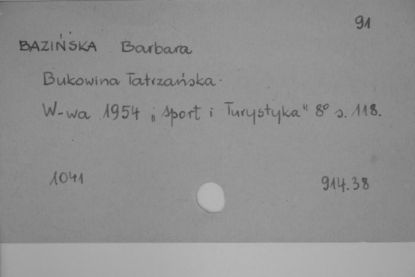 91
BAZIŃSKA Barbara
Bukowina Tatrzańska.
W-wa 1954 „Sport i Turystyka" 8° s. 118.
1041 914.38